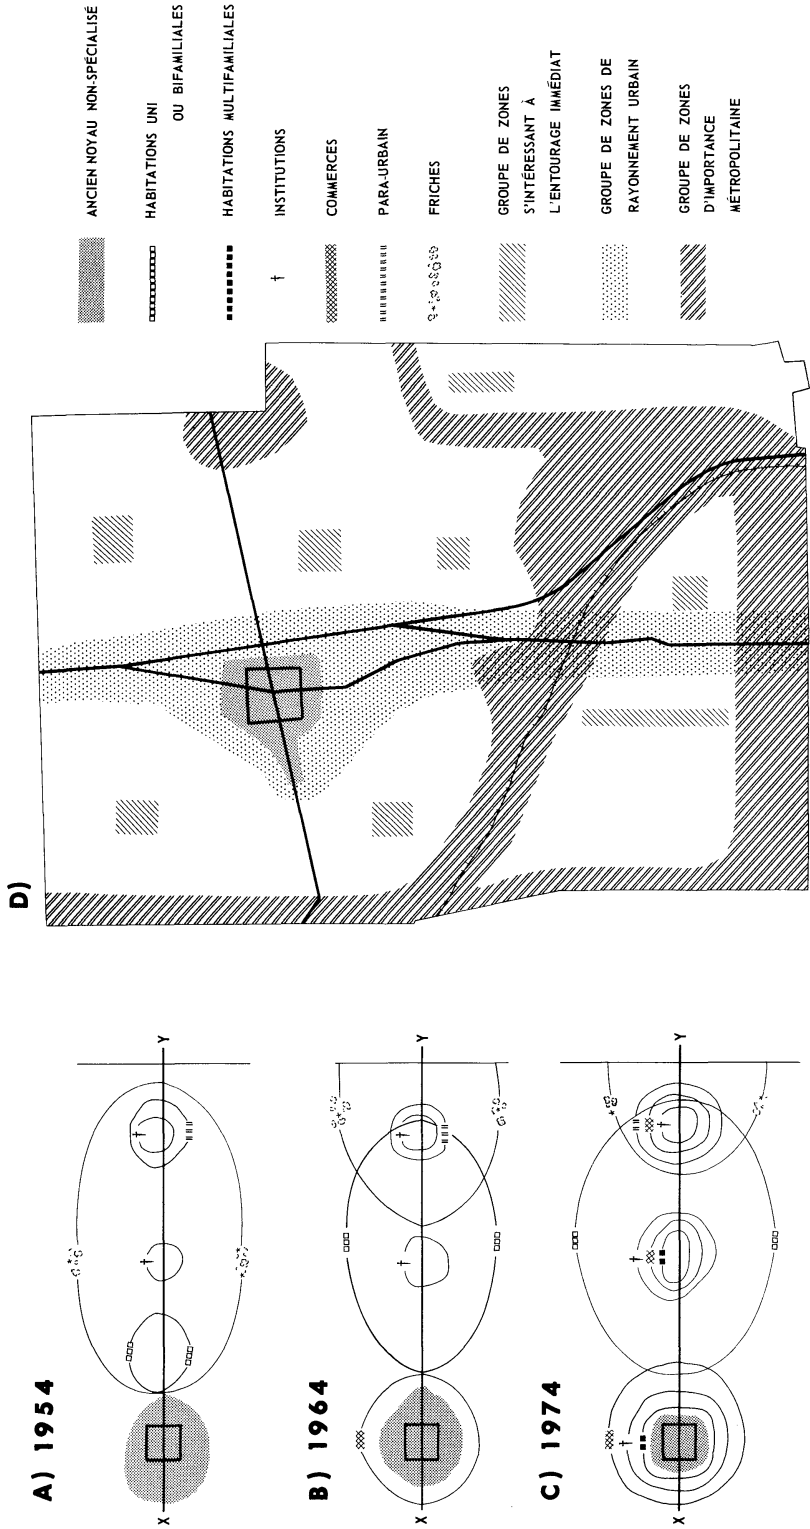 A) 1954
X
Y
B) 1964
X
Y
C) 1974
X
Y
D)
ANCIEN NOYAU NON-SPÉCIALISÉ
HABITATIONS UNI
OU BIFAMILIALES
HABITATIONS MULTIFAMILIALES
INSTITUTIONS
COMMERCES
PARA-URBAIN
FRICHES
GROUPE DE ZONES
S'INTÉRESSANT À
L'ENTOURAGE IMMÉDIAT
GROUPE DE ZONES DE
RAYONNEMENT URBAIN
GROUPE DE ZONES
D'IMPORTANCE
MÉTROPOLITAINE